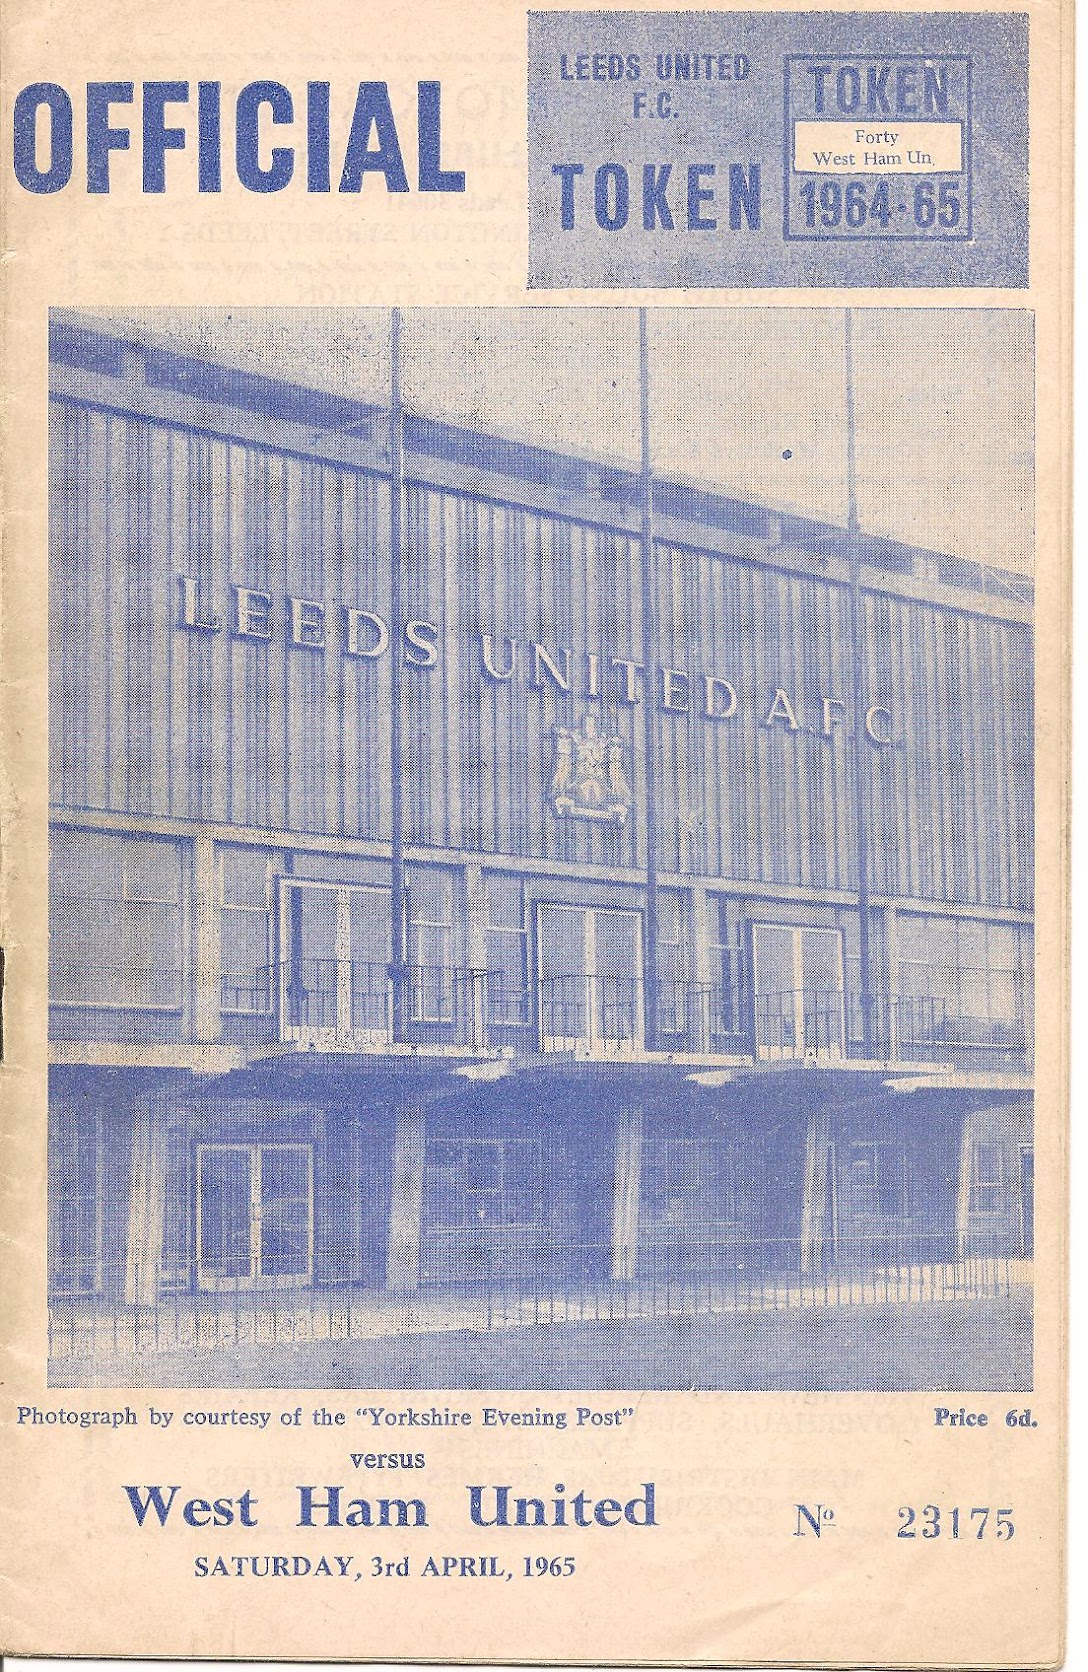 OFFICIAL
LEEDS UNITED
F.C.
TOKEN
TOKEN
Forty
West Ham Un,
1964-65
LEEDS UNITED A.F.C.
Photograph by courtesy of the "Yorkshire Evening Post"
Price 6d.
versus
West Ham United
Nº 23175
SATURDAY, 3rd APRIL, 1965